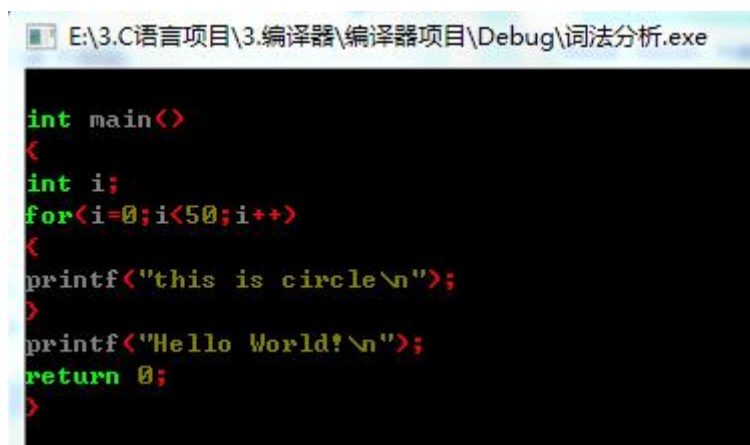 E:\3.C语言项目\3.编译器\编译器项目\Debug\词法分析.exe
int main()
{
int i;
for(i=0;i<50;i++)
{
printf("this is circle\n");
}
printf("Hello World!\n");
return 0;
}